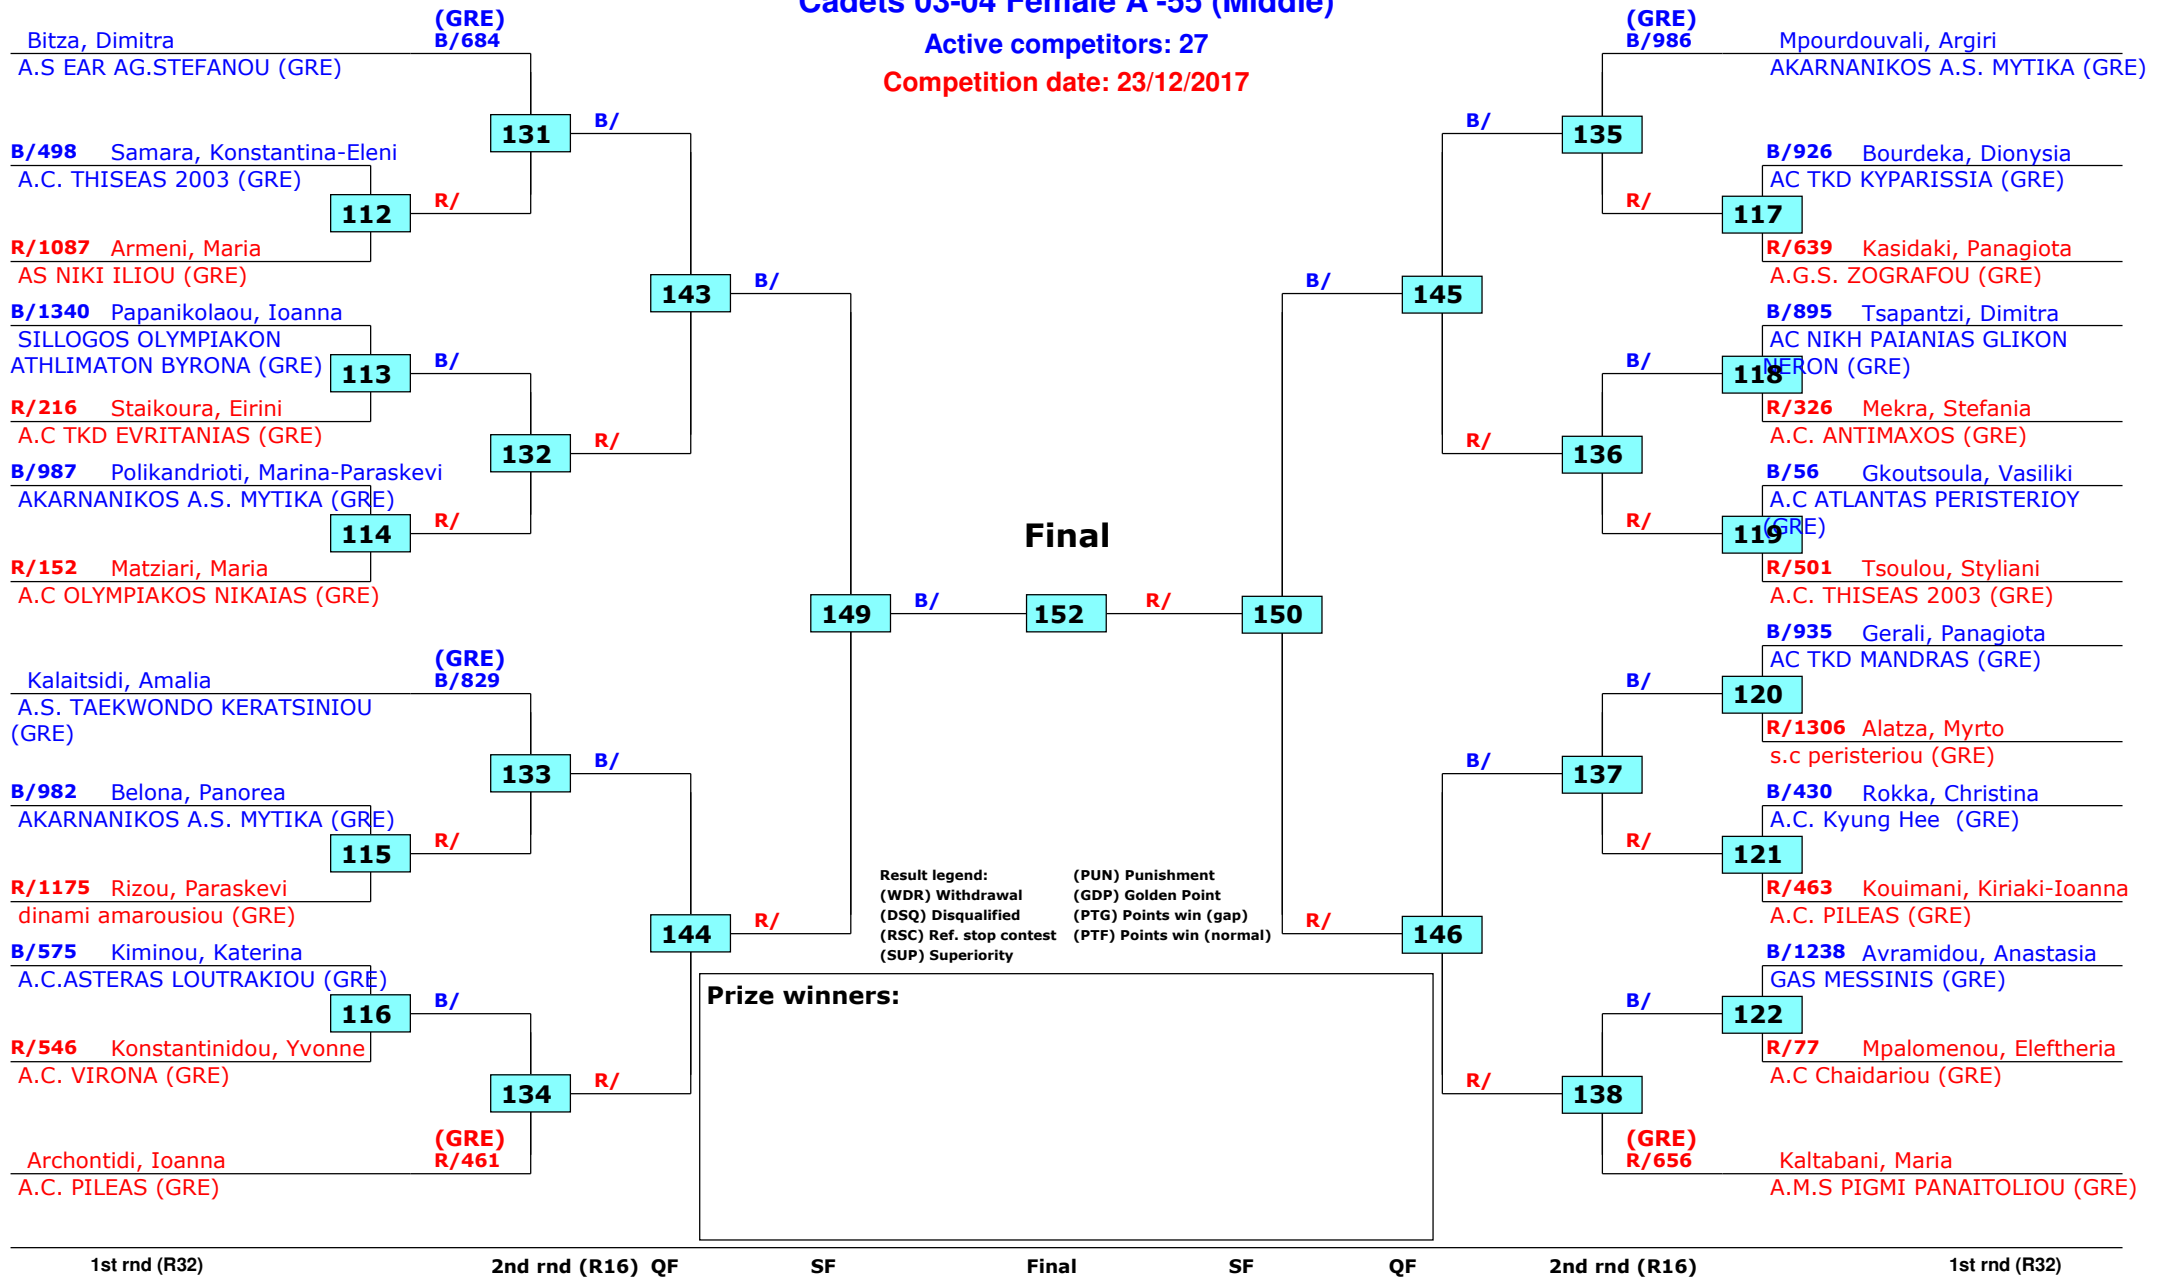 Cadets 03-04 Female A -55 (Middle)
Active competitors: 27
Competition date: 23/12/2017
(GRE)
Bitza, Dimitra B/684
A.S EAR AG.STEFANOU (GRE)
131
B/
B/498 Samara, Konstantina-Eleni
A.C. THISEAS 2003 (GRE)
112
R/
R/1087 Armeni, Maria
AS NIKI ILIOU (GRE)
143
B/
B/1340 Papanikolaou, Ioanna
SILLOGOS OLYMPIAKON
ATHLIMATON BYRONA (GRE)
113
B/
R/216 Staikoura, Eirini
A.C TKD EVRITANIAS (GRE)
132
R/
B/987 Polikandrioti, Marina-Paraskevi
AKARNANIKOS A.S. MYTIKA (GRE)
114
R/
R/152 Matziari, Maria
A.C OLYMPIAKOS NIKAIAS (GRE)
149
B/
(GRE)
Kalaitsidi, Amalia B/829
A.S. TAEKWONDO KERATSINIOU
(GRE)
133
B/
B/982 Belona, Panorea
AKARNANIKOS A.S. MYTIKA (GRE)
115
R/
R/1175 Rizou, Paraskevi
dinami amarousiou (GRE)
144
R/
B/575 Kiminou, Katerina
A.C.ASTERAS LOUTRAKIOU (GRE)
116
B/
R/546 Konstantinidou, Yvonne
A.C. VIRONA (GRE)
134
R/
(GRE)
Archontidi, Ioanna R/461
A.C. PILEAS (GRE)
Final
152
R/
150
(GRE)
B/986 Mpourdouvali, Argiri
AKARNANIKOS A.S. MYTIKA (GRE)
B/
135
B/926 Bourdeka, Dionysia
AC TKD KYPARISSIA (GRE)
R/
117
R/639 Kasidaki, Panagiota
A.G.S. ZOGRAFOU (GRE)
B/
145
B/895 Tsapantzi, Dimitra
AC NIKH PAIANIAS GLIKON
NERON (GRE)
B/
118
R/326 Mekra, Stefania
A.C. ANTIMAXOS (GRE)
R/
136
B/56 Gkoutsoula, Vasiliki
A.C ATLANTAS PERISTERIOY
(GRE)
R/
119
R/501 Tsoulou, Styliani
A.C. THISEAS 2003 (GRE)
B/935 Gerali, Panagiota
AC TKD MANDRAS (GRE)
B/
120
R/1306 Alatza, Myrto
s.c peristeriou (GRE)
B/
137
B/430 Rokka, Christina
A.C. Kyung Hee (GRE)
R/
121
R/463 Kouimani, Kiriaki-Ioanna
A.C. PILEAS (GRE)
R/
146
B/1238 Avramidou, Anastasia
GAS MESSINIS (GRE)
B/
122
R/77 Mpalomenou, Eleftheria
A.C Chaidariou (GRE)
R/
138
(GRE)
R/656 Kaltabani, Maria
A.M.S PIGMI PANAITOLIOU (GRE)
Result legend: (PUN) Punishment
(WDR) Withdrawal (GDP) Golden Point
(DSQ) Disqualified (PTG) Points win (gap)
(RSC) Ref. stop contest (PTF) Points win (normal)
(SUP) Superiority
Prize winners:
1st rnd (R32) 2nd rnd (R16) QF SF Final SF QF 2nd rnd (R16) 1st rnd (R32)